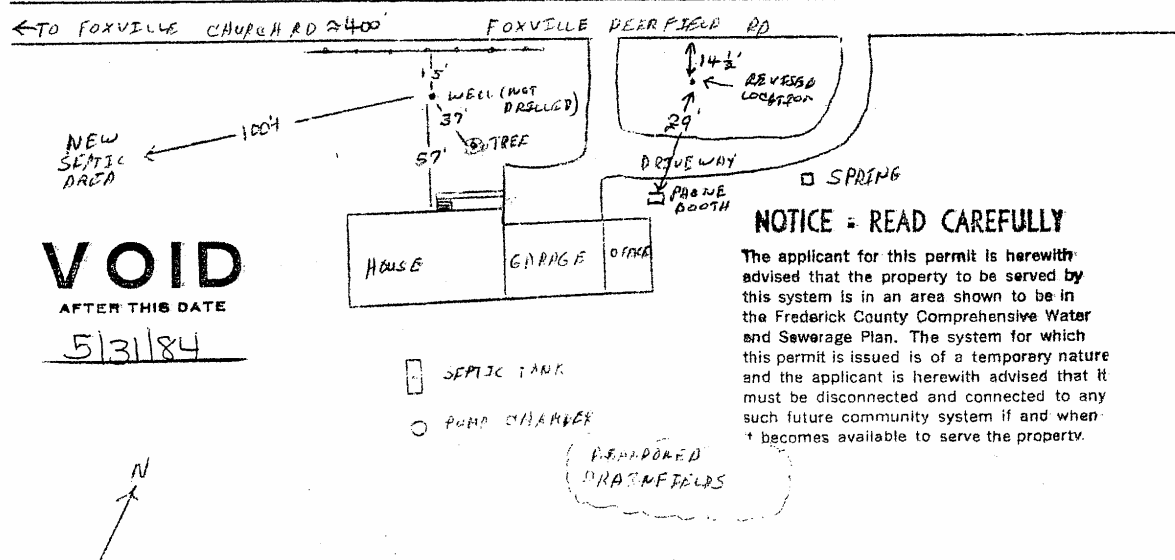 ←TO FOXVILLE CHURCH RD ≈400'
FOXVILLE DEERFIELD RD
15'
WELL (NOT
DRILLED)
37'
TREE
57'
100'+
NEW
SEPTIC
AREA
14½'
REVISED
LOCATION
29'
DRIVEWAY
PHONE
BOOTH
SPRING
HOUSE
GARAGE
OFFICE
VOID
AFTER THIS DATE
5/31/84
NOTICE - READ CAREFULLY
The applicant for this permit is herewith
advised that the property to be served by
this system is in an area shown to be in
the Frederick County Comprehensive Water
and Sewerage Plan. The system for which
this permit is issued is of a temporary nature
and the applicant is herewith advised that it
must be disconnected and connected to any
such future community system if and when
it becomes available to serve the property.
SEPTIC TANK
PUMP CHAMBER
DRAINFIELDS
N